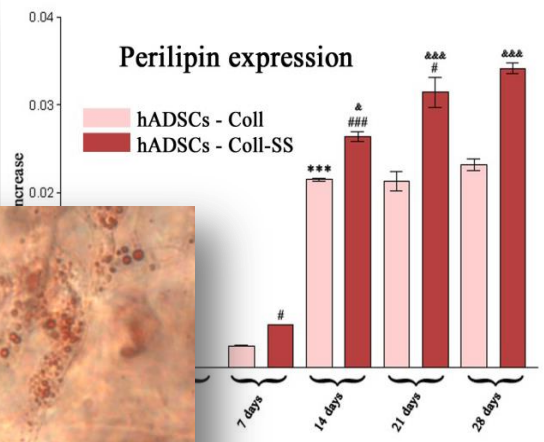 0.04
Perilipin expression
0.03
hADSCs - Coll
hADSCs - Coll-SS
0.02
&
###
***
&&&
#
&&&
#
7 days
14 days
21 days
28 days